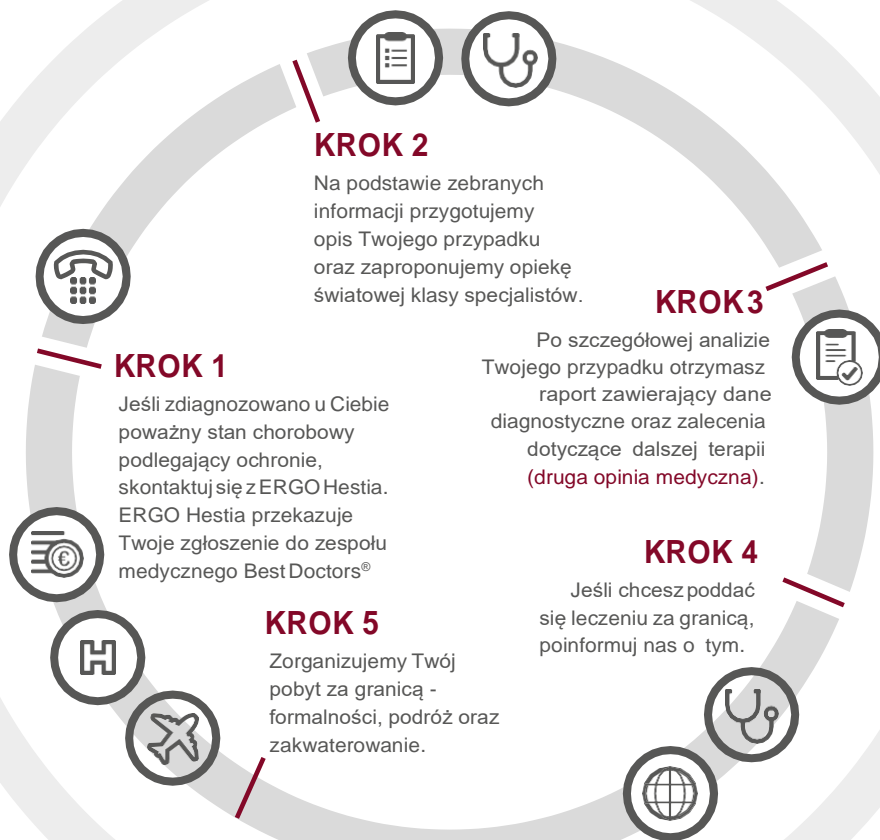 KROK 1
Jeśli zdiagnozowano u Ciebie
poważny stan chorobowy
podlegający ochronie,
skontaktuj się z ERGO Hestia.
ERGO Hestia przekazuje
Twoje zgłoszenie do zespołu
medycznego Best Doctors®
KROK 2
Na podstawie zebranych
informacji przygotujemy
opis Twojego przypadku
oraz zaproponujemy opiekę
światowej klasy specjalistów.
KROK 3
Po szczegółowej analizie
Twojego przypadku otrzymasz
raport zawierający dane
diagnostyczne oraz zalecenia
dotyczące dalszej terapii
(druga opinia medyczna).
KROK 4
Jeśli chcesz poddać
się leczeniu za granicą,
poinformuj nas o tym.
KROK 5
Zorganizujemy Twój
pobyt za granicą -
formalności, podróż oraz
zakwaterowanie.
€
H